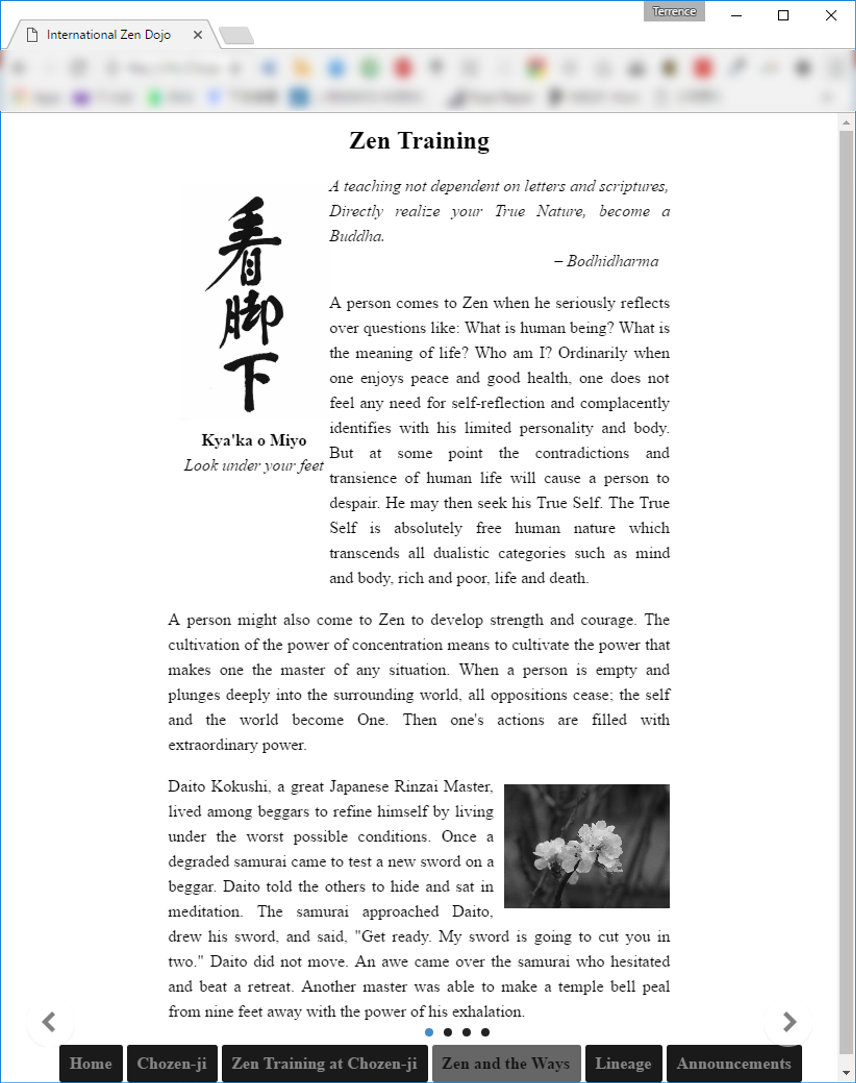 Terrence
International Zen Dojo
Zen Training
看
脚
下
Kya'ka o Miyo
Look under your feet
A teaching not dependent on letters and scriptures,
Directly realize your True Nature, become a
Buddha.
– Bodhidharma
A person comes to Zen when he seriously reflects
over questions like: What is human being? What is
the meaning of life? Who am I? Ordinarily when
one enjoys peace and good health, one does not
feel any need for self-reflection and complacently
identifies with his limited personality and body.
But at some point the contradictions and
transience of human life will cause a person to
despair. He may then seek his True Self. The True
Self is absolutely free human nature which
transcends all dualistic categories such as mind
and body, rich and poor, life and death.
A person might also come to Zen to develop strength and courage. The
cultivation of the power of concentration means to cultivate the power that
makes one the master of any situation. When a person is empty and
plunges deeply into the surrounding world, all oppositions cease; the self
and the world become One. Then one's actions are filled with
extraordinary power.
Daito Kokushi, a great Japanese Rinzai Master,
lived among beggars to refine himself by living
under the worst possible conditions. Once a
degraded samurai came to test a new sword on a
beggar. Daito told the others to hide and sat in
meditation. The samurai approached Daito,
drew his sword, and said, "Get ready. My sword is going to cut you in
two." Daito did not move. An awe came over the samurai who hesitated
and beat a retreat. Another master was able to make a temple bell peal
from nine feet away with the power of his exhalation.
Home
Chozen-ji
Zen Training at Chozen-ji
Zen and the Ways
Lineage
Announcements